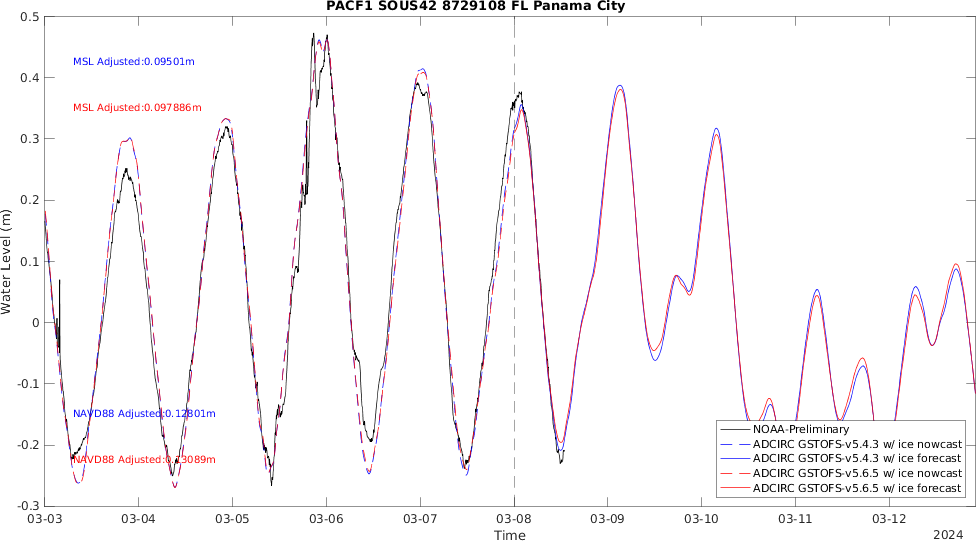 PACF1 SOUS42 8729108 FL Panama City
0.5
0.4
0.3
0.2
0.1
0
-0.1
-0.2
-0.3
Water Level (m)
MSL Adjusted:0.09501m
MSL Adjusted:0.097886m
NAVD88 Adjusted:0.12801m
NAVD88 Adjusted:0.13089m
NOAA-Preliminary
ADCIRC GSTOFS-v5.4.3 w/ ice nowcast
ADCIRC GSTOFS-v5.4.3 w/ ice forecast
ADCIRC GSTOFS-v5.6.5 w/ ice nowcast
ADCIRC GSTOFS-v5.6.5 w/ ice forecast
03-03 03-04 03-05 03-06 03-07 03-08 03-09 03-10 03-11 03-12
Time
2024